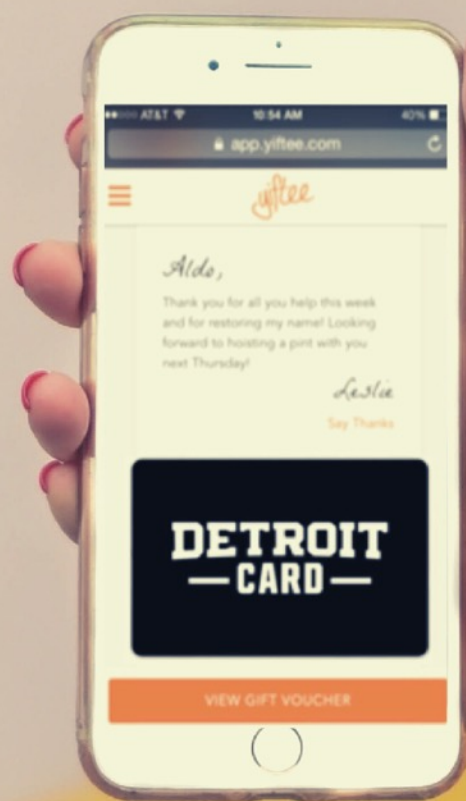 AT&T 10:54 AM 40%
app.yiftee.com
yiftee
Aldo,
Thank you for all you help this week
and for restoring my name! Looking
forward to hoisting a pint with you
next Thursday!
Leslie
Say Thanks
DETROIT
CARD
VIEW GIFT VOUCHER